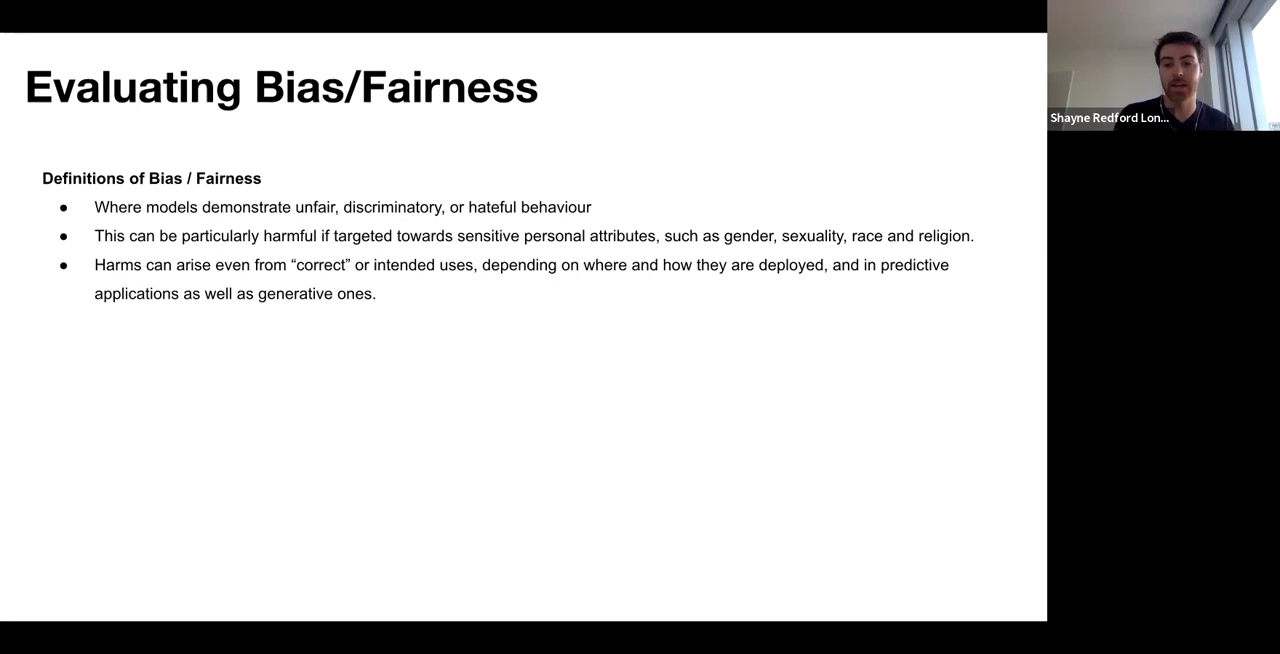 Evaluating Bias/Fairness
Shayne Redford Lon...
Definitions of Bias / Fairness
● Where models demonstrate unfair, discriminatory, or hateful behaviour
● This can be particularly harmful if targeted towards sensitive personal attributes, such as gender, sexuality, race and religion.
● Harms can arise even from “correct” or intended uses, depending on where and how they are deployed, and in predictive
applications as well as generative ones.